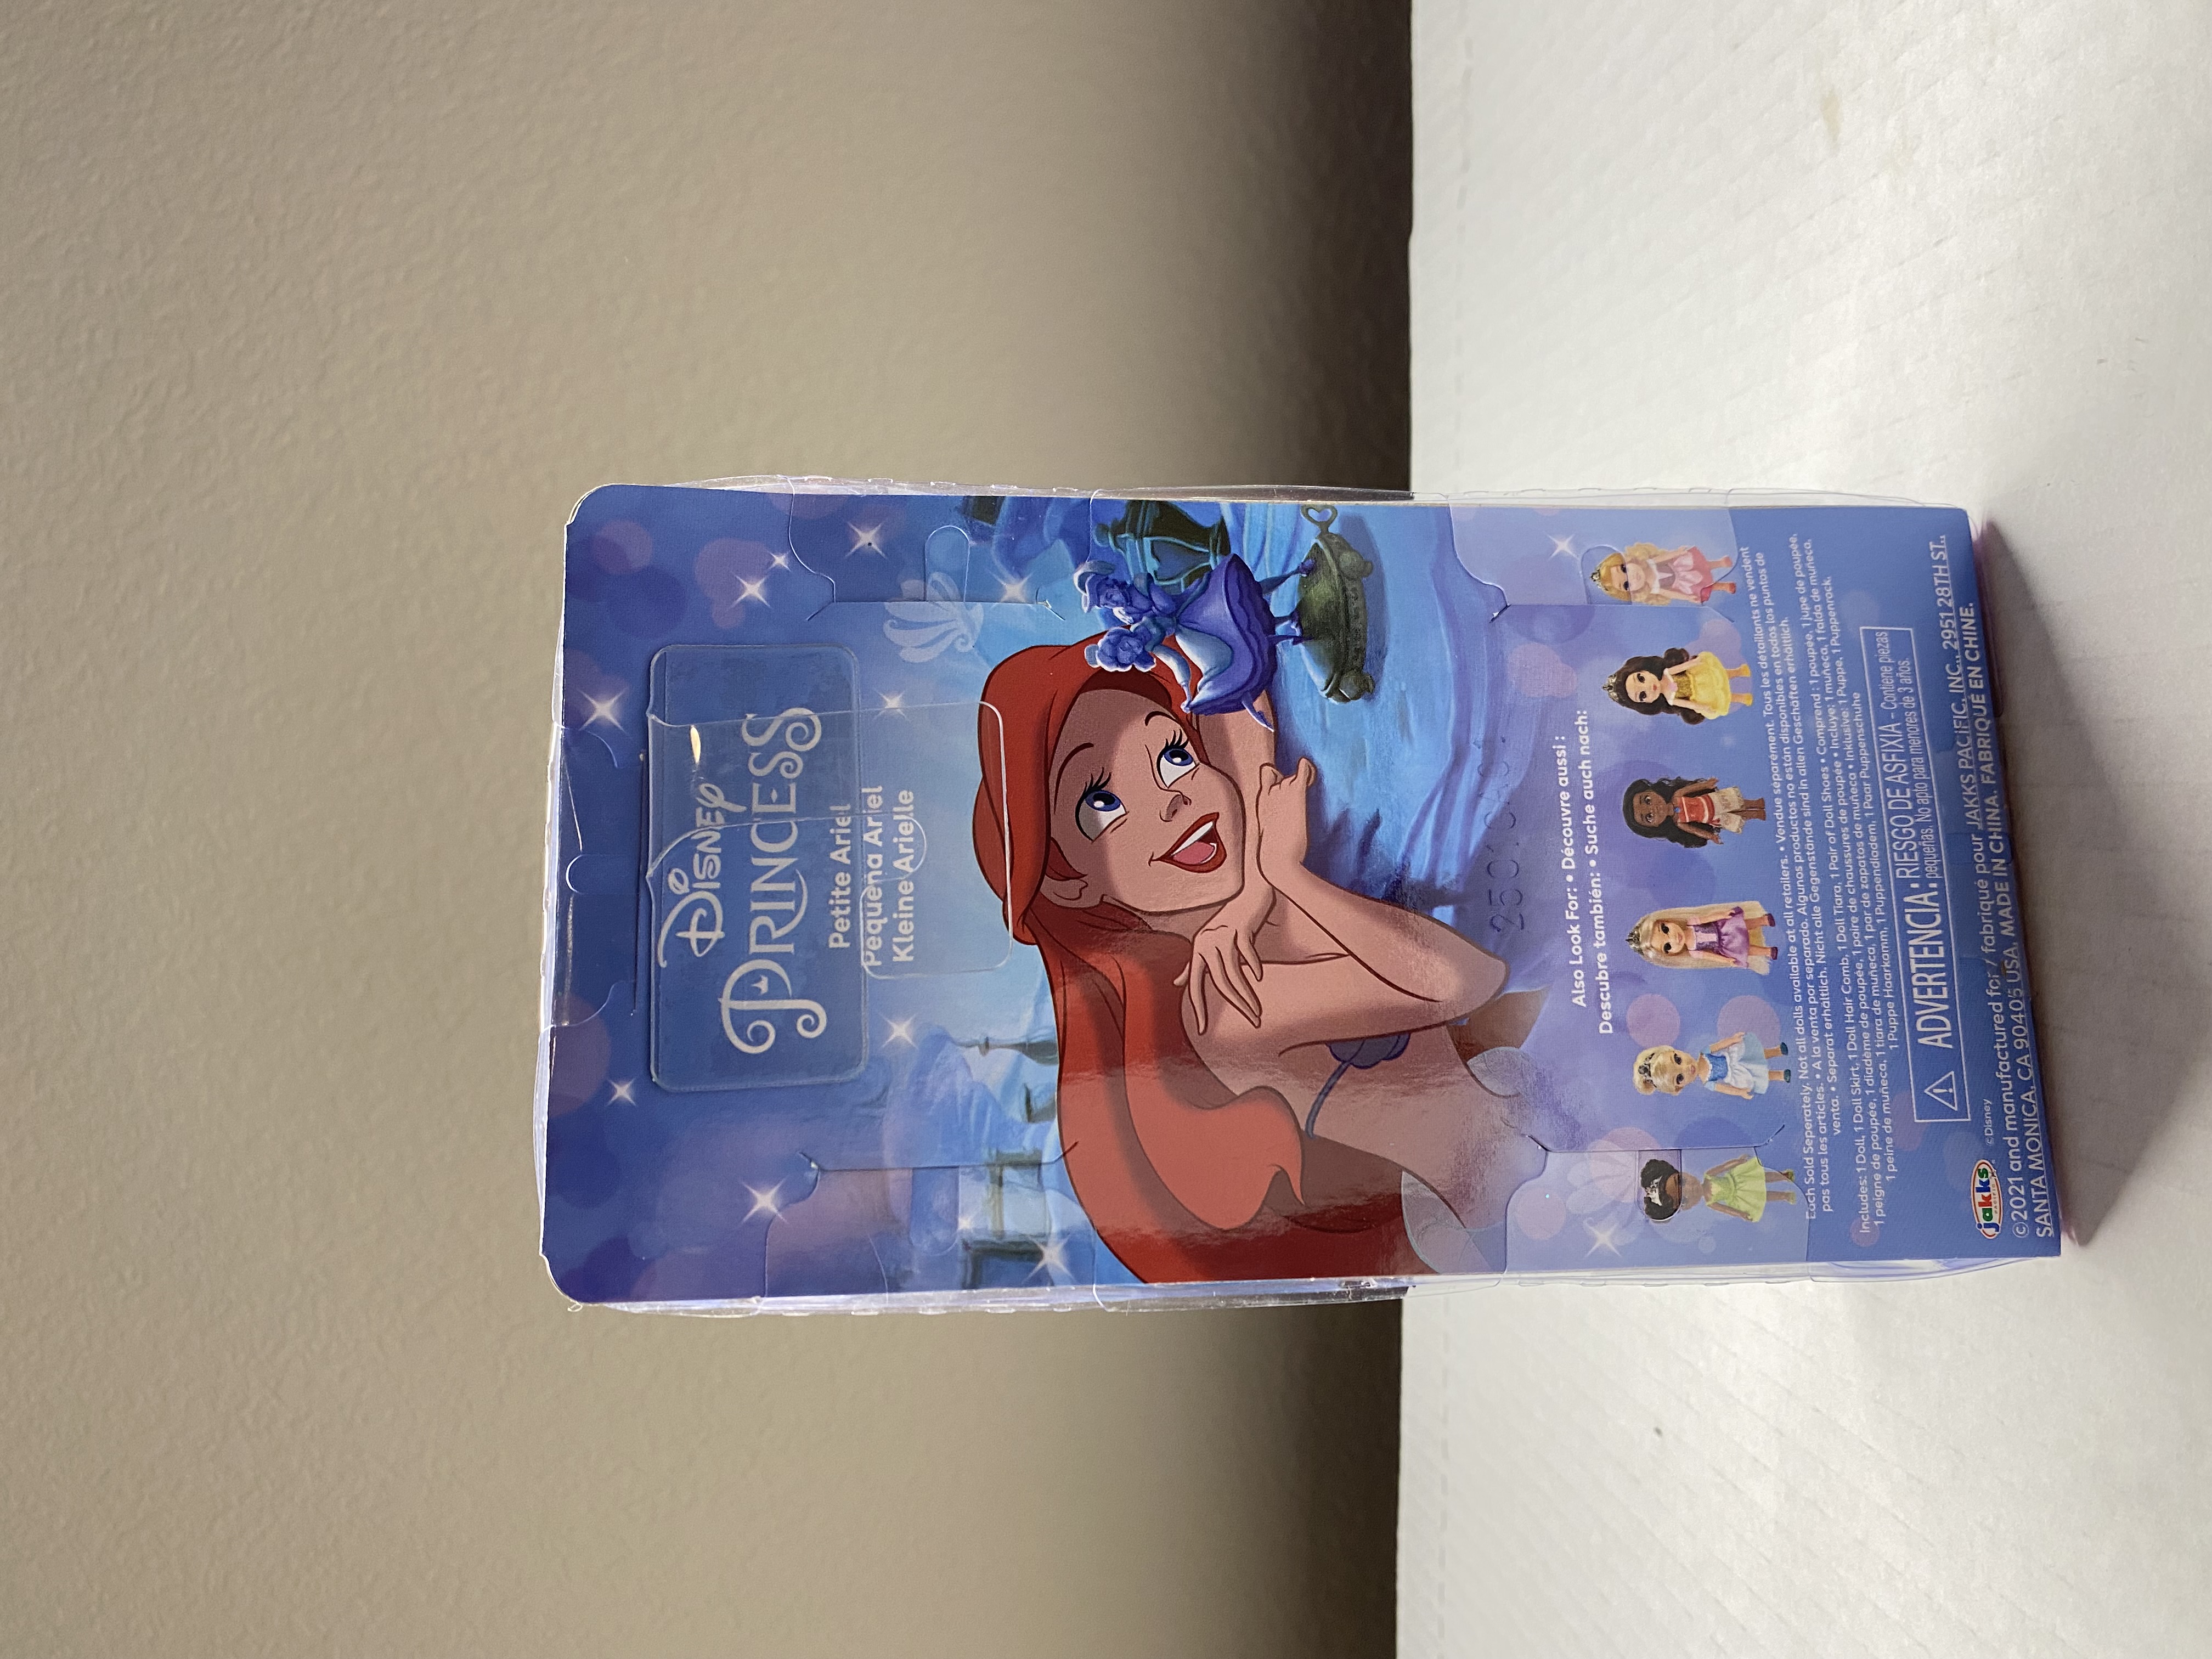 Disney
PRINCESS
Petite Ariel
Pequeña Ariel
Kleine Arielle
Also Look For: • Découvre aussi :
Descubre también: • Suche auch nach:
Each Sold Seperately. Not all dolls available at all retailers. • Vendue séparément. Tous les détaillants ne vendent
pas tous les articles. • A la venta por separado. Algunos productos no están disponibles en todos los puntos de
venta. • Separat erhältlich. Nicht alle Gegenstände sind in allen Geschäften erhältlich.
Includes: 1 Doll, 1 Doll Skirt, 1 Doll Hair Comb, 1 Doll Tiara, 1 Pair of Doll Shoes • Comprend : 1 poupée, 1 jupe de poupée,
1 peigne de poupée, 1 diadème de poupée, 1 paire de chaussures de poupée • Incluye: 1 muñeca, 1 falda de muñeca,
1 peine de muñeca, 1 tiara de muñeca, 1 par de zapatos de muñeca • Inklusive: 1 Puppe, 1 Puppenrock,
1 Puppe Haarkamm, 1 Puppendiadem, 1 Paar Puppenschuhe
ADVERTENCIA: RIESGO DE ASFIXIA – Contiene piezas
pequeñas. No apto para menores de 3 años.
jakks
PACIFIC
©Disney
©2021 and manufactured for / fabriqué pour JAKKS PACIFIC, INC., 2951 28TH ST.,
SANTA MONICA, CA 90405 USA. MADE IN CHINA. FABRIQUÉ EN CHINE.